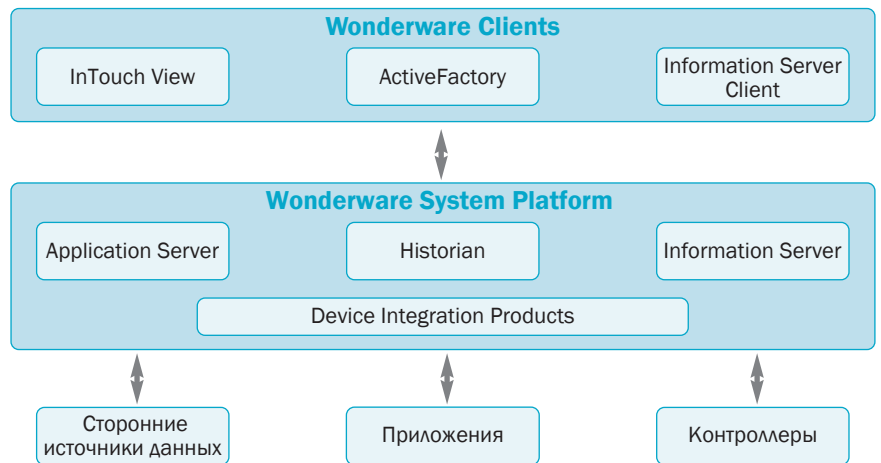 Wonderware Clients
InTouch View
ActiveFactory
Information Server
Client
Wonderware System Platform
Application Server
Historian
Information Server
Device Integration Products
Сторонние
источники данных
Приложения
Контроллеры